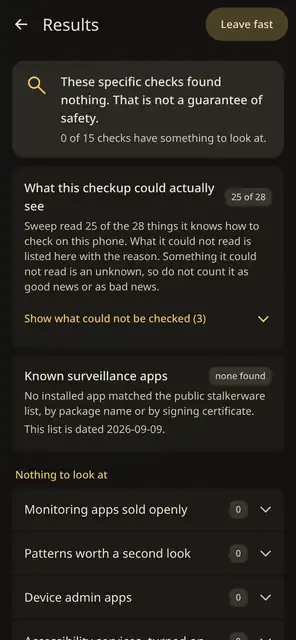 Results
Leave fast
These specific checks found
nothing. That is not a guarantee of
safety.
0 of 15 checks have something to look at.
What this checkup could actually
see
25 of 28
Sweep read 25 of the 28 things it knows how to
check on this phone. What it could not read is
listed here with the reason. Something it could
not read is an unknown, so do not count it as
good news or as bad news.
Show what could not be checked (3)
Known surveillance apps
none found
No installed app matched the public stalkerware
list, by package name or by signing certificate.
This list is dated 2026-09-09.
Nothing to look at
Monitoring apps sold openly
0
Patterns worth a second look
0
Device admin apps
0